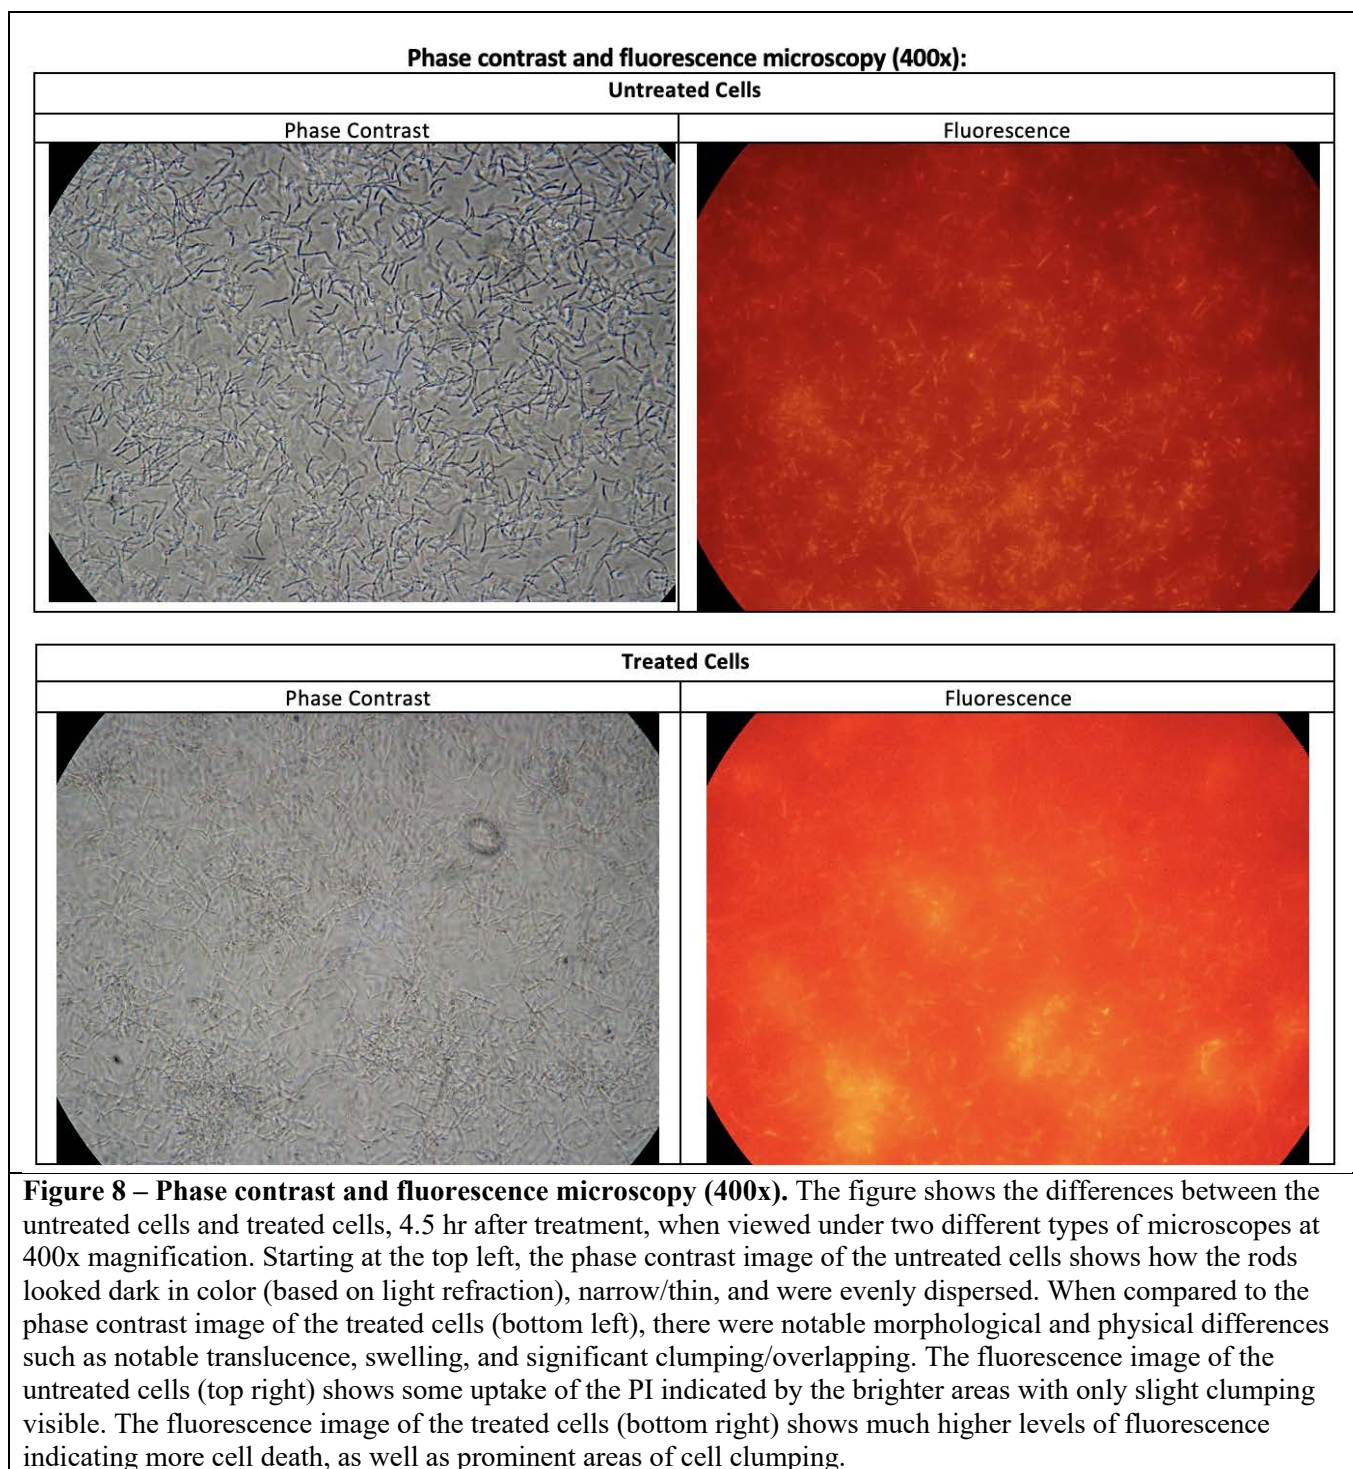 Phase contrast and fluorescence microscopy (400x):
Untreated Cells
Phase Contrast
Fluorescence
Treated Cells
Phase Contrast
Fluorescence
Figure 8 – Phase contrast and fluorescence microscopy (400x). The figure shows the differences between the
untreated cells and treated cells, 4.5 hr after treatment, when viewed under two different types of microscopes at
400x magnification. Starting at the top left, the phase contrast image of the untreated cells shows how the rods
looked dark in color (based on light refraction), narrow/thin, and were evenly dispersed. When compared to the
phase contrast image of the treated cells (bottom left), there were notable morphological and physical differences
such as notable translucence, swelling, and significant clumping/overlapping. The fluorescence image of the
untreated cells (top right) shows some uptake of the PI indicated by the brighter areas with only slight clumping
visible. The fluorescence image of the treated cells (bottom right) shows much higher levels of fluorescence
indicating more cell death, as well as prominent areas of cell clumping.